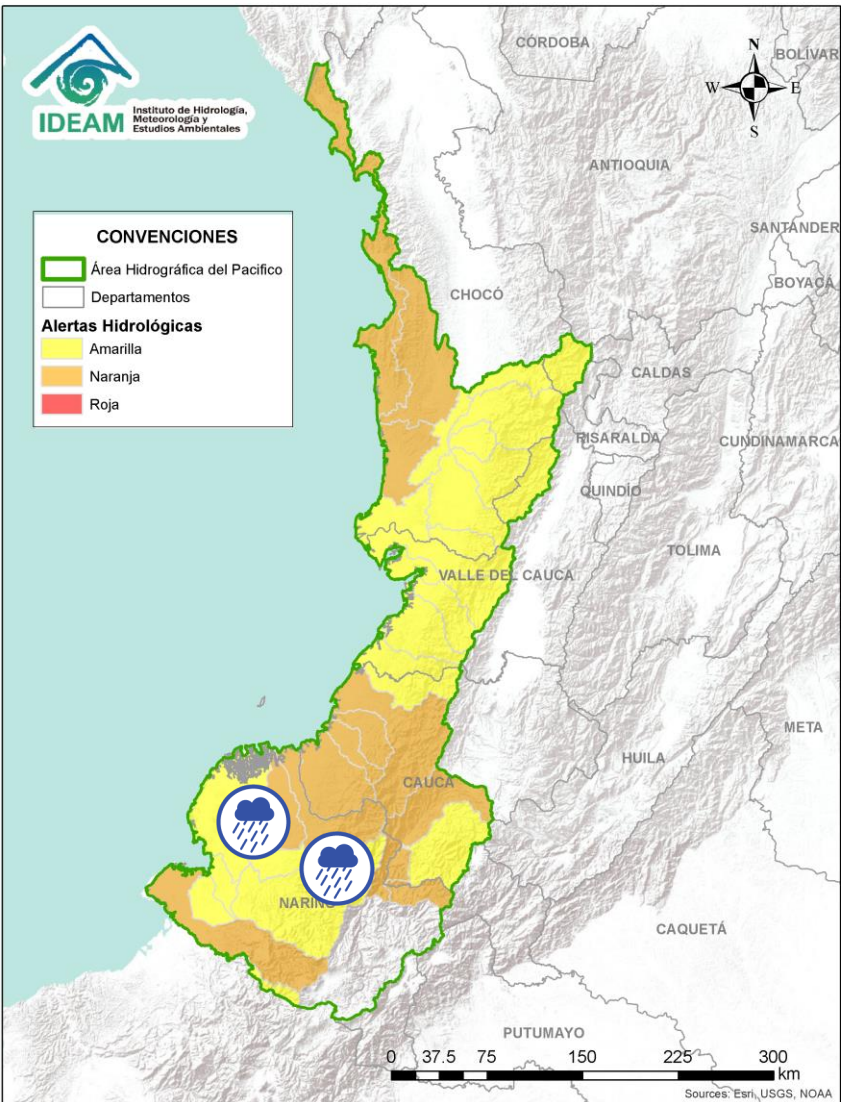 IDEAM
Instituto de Hidrología,
Meteorología y
Estudios Ambientales
N
W E
S
CÓRDOBA
BOLIVAR
ANTIOQUIA
SANTANDER
BOYACÁ
CHOCÓ
CALDAS
RISARALDA
CUNDINAMARCA
QUINDÍO
TOLIMA
VALLE DEL CAUCA
META
HUILA
CAUCA
NARIÑO
CAQUETÁ
PUTUMAYO
CONVENCIONES
Área Hidrográfica del Pacifico
Departamentos
Alertas Hidrológicas
Amarilla
Naranja
Roja
0 37.5 75 150 225 300
km
Sources: Esri, USGS, NOAA